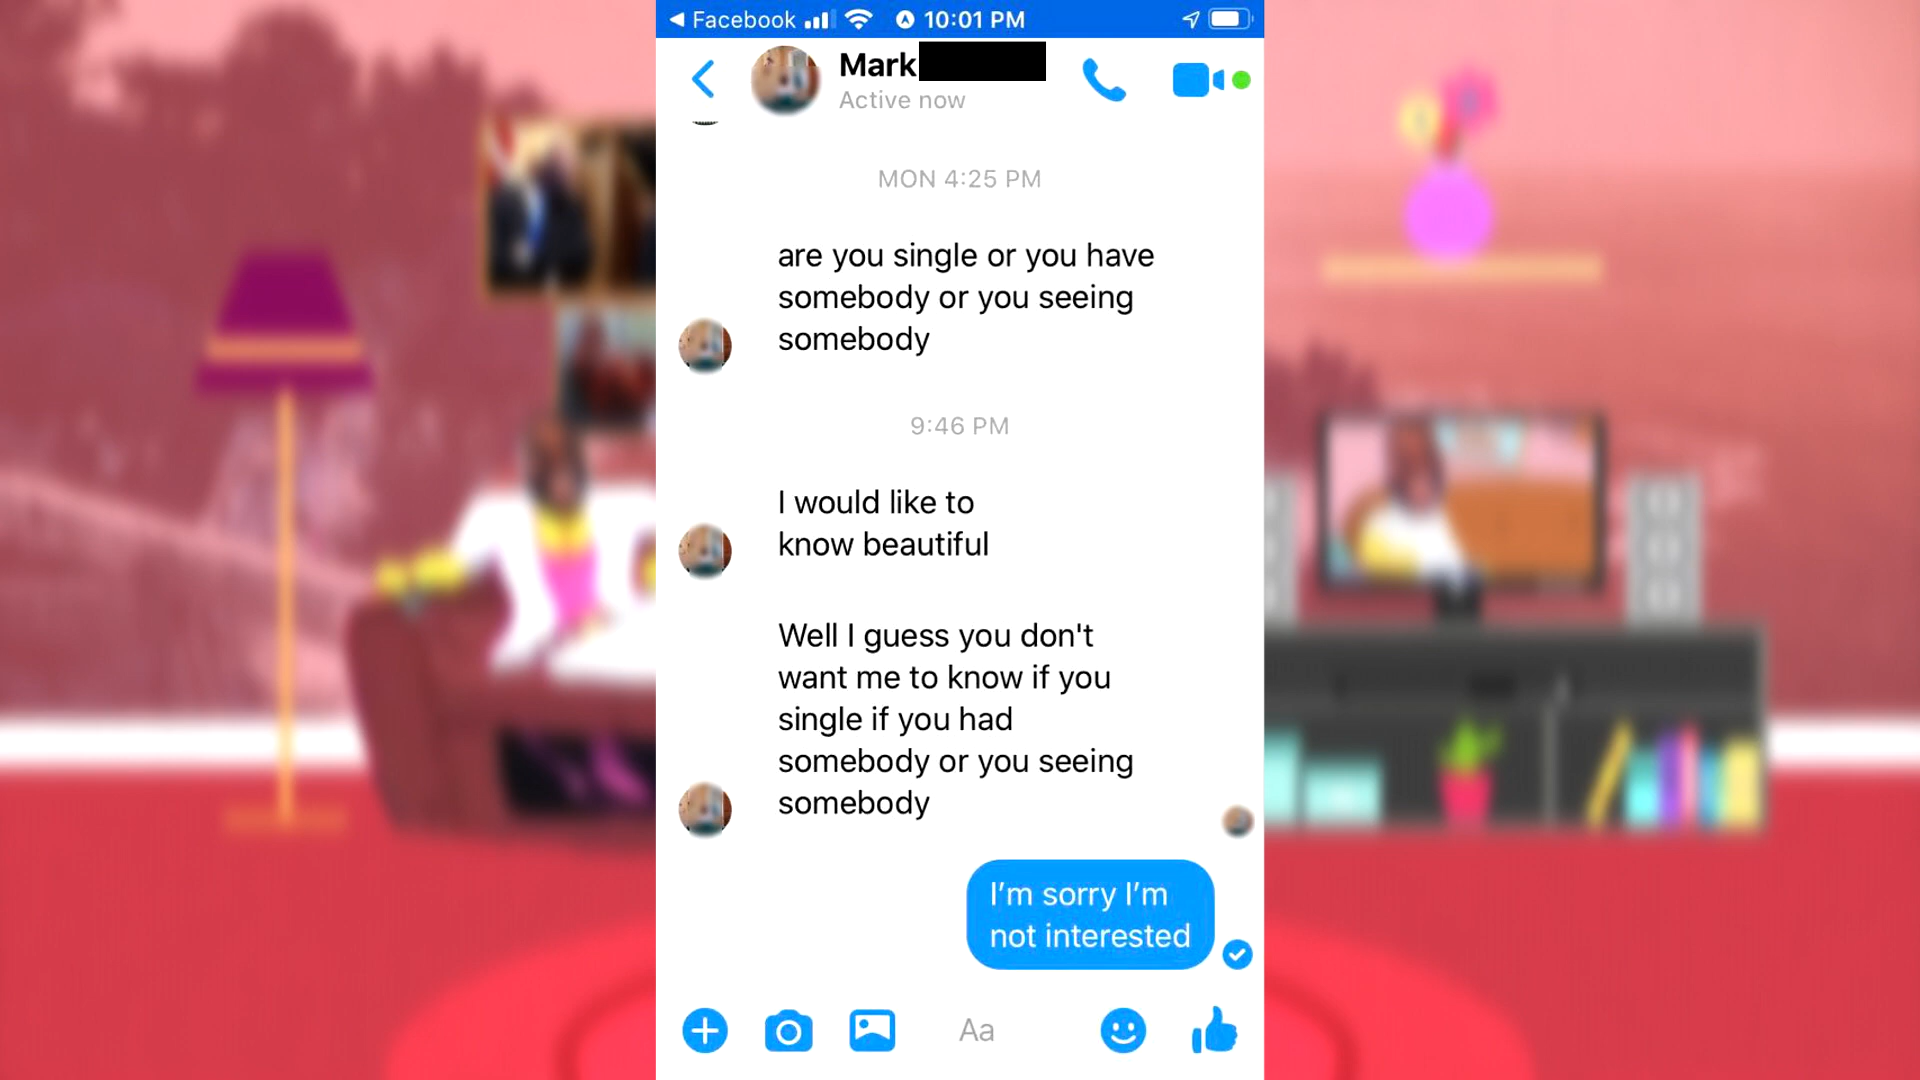 Facebook 10:01 PM
Mark
Active now
MON 4:25 PM
are you single or you have
somebody or you seeing
somebody
9:46 PM
I would like to
know beautiful
Well I guess you don't
want me to know if you
single if you had
somebody or you seeing
somebody
I’m sorry I’m
not interested
Aa